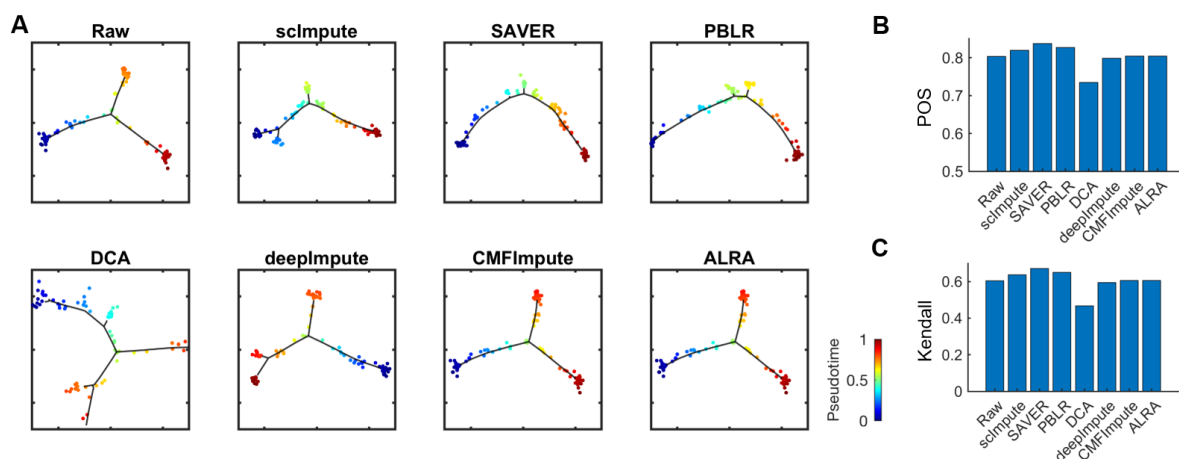 A
Raw
scImpute
SAVER
PBLR
DCA
deepImpute
CMFImpute
ALRA
Pseudotime
1
0.5
0
B
POS
0.8
0.7
0.6
0.5
Raw
scImpute
SAVER
PBLR
DCA
deepImpute
CMFImpute
ALRA
C
Kendall
0.6
0.4
0.2
0
Raw
scImpute
SAVER
PBLR
DCA
deepImpute
CMFImpute
ALRA